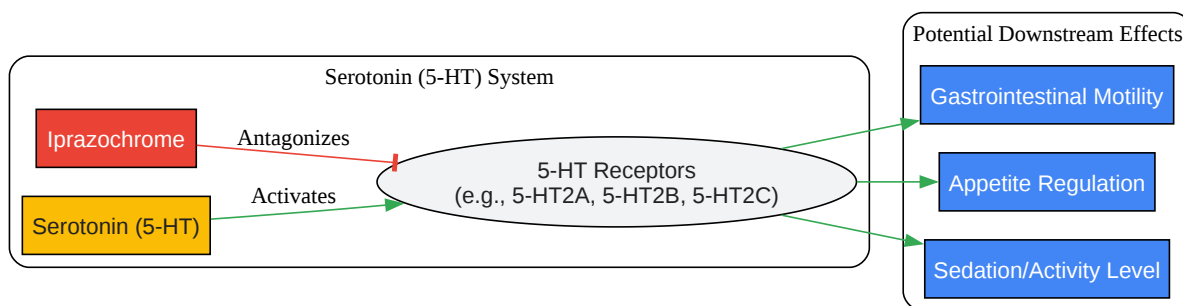 Potential Downstream Effects
Serotonin (5-HT) System
Gastrointestinal Motility
Iprazochrome
Antagonizes
5-HT Receptors
(e.g., 5-HT2A, 5-HT2B, 5-HT2C)
Appetite Regulation
Activates
Serotonin (5-HT)
Sedation/Activity Level